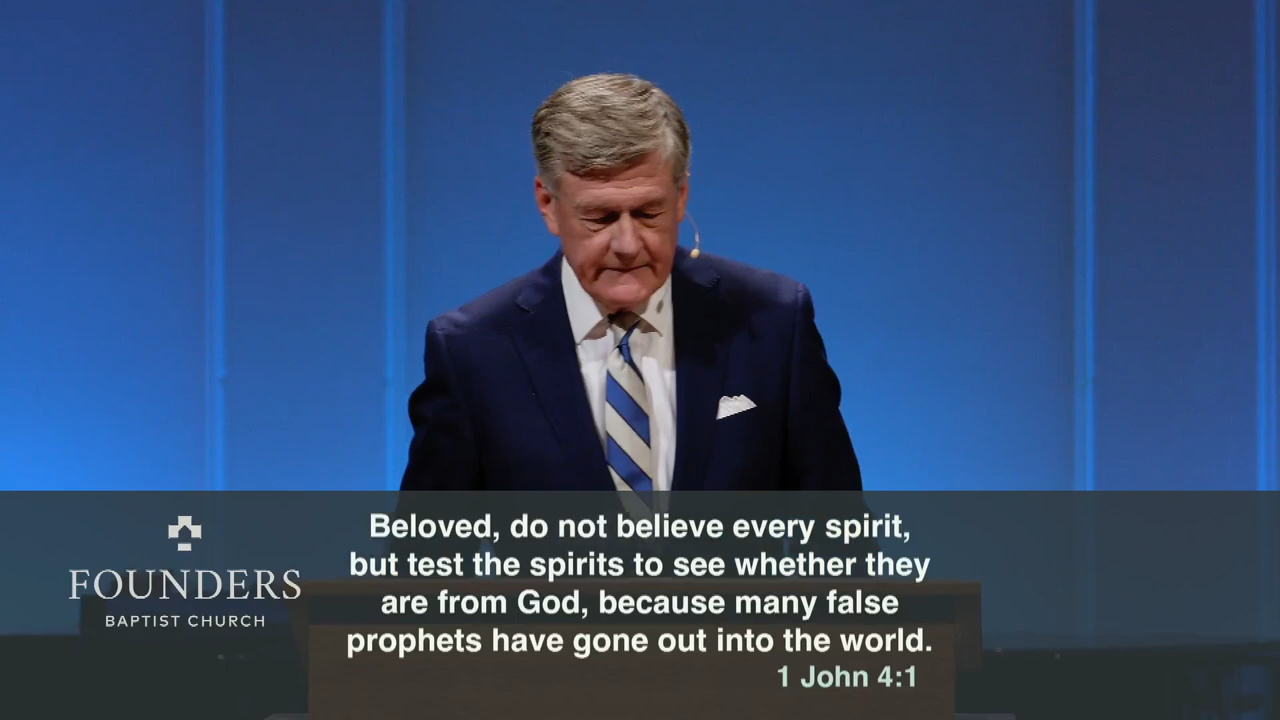 FOUNDERS
BAPTIST CHURCH
Beloved, do not believe every spirit,
but test the spirits to see whether they
are from God, because many false
prophets have gone out into the world.
1 John 4:1